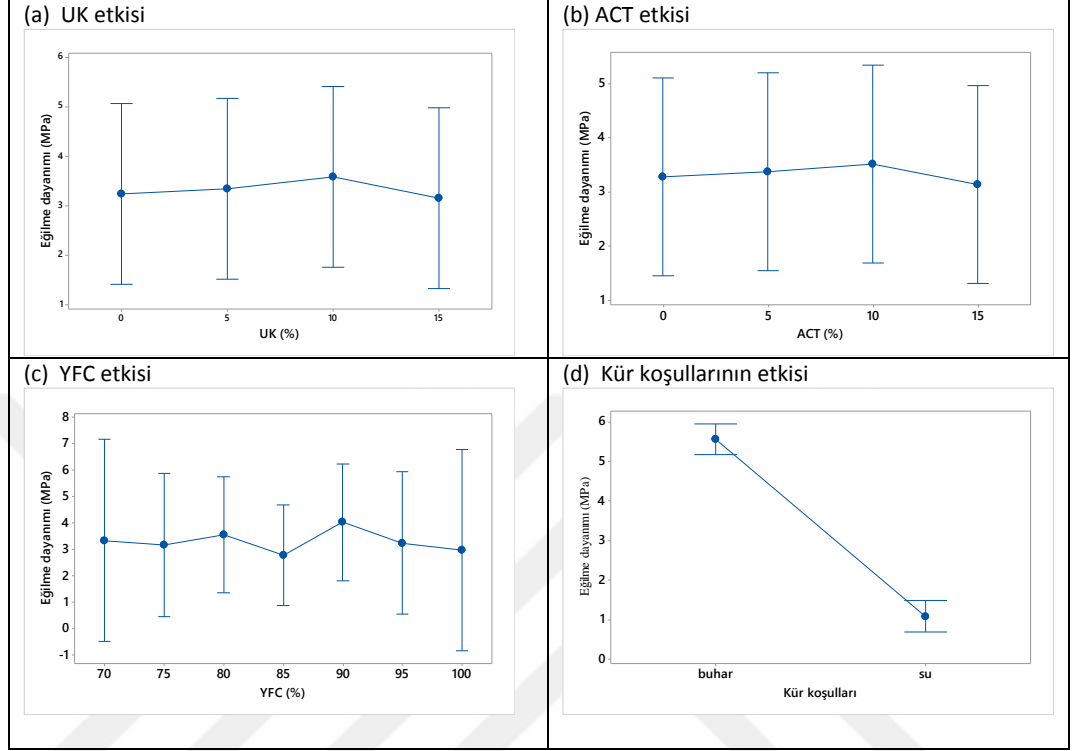 (a) UK etkisi
Eğilme dayanımı (MPa)
6
5
4
3
2
1
0 5 10 15
UK (%)
(b) ACT etkisi
Eğilme dayanımı (MPa)
5
4
3
2
1
0 5 10 15
ACT (%)
(c) YFC etkisi
Eğilme dayanımı (MPa)
8
7
6
5
4
3
2
1
0
-1
70 75 80 85 90 95 100
YFC (%)
(d) Kür koşullarının etkisi
Eğilme dayanımı (MPa)
6
5
4
3
2
1
0
buhar su
Kür koşulları